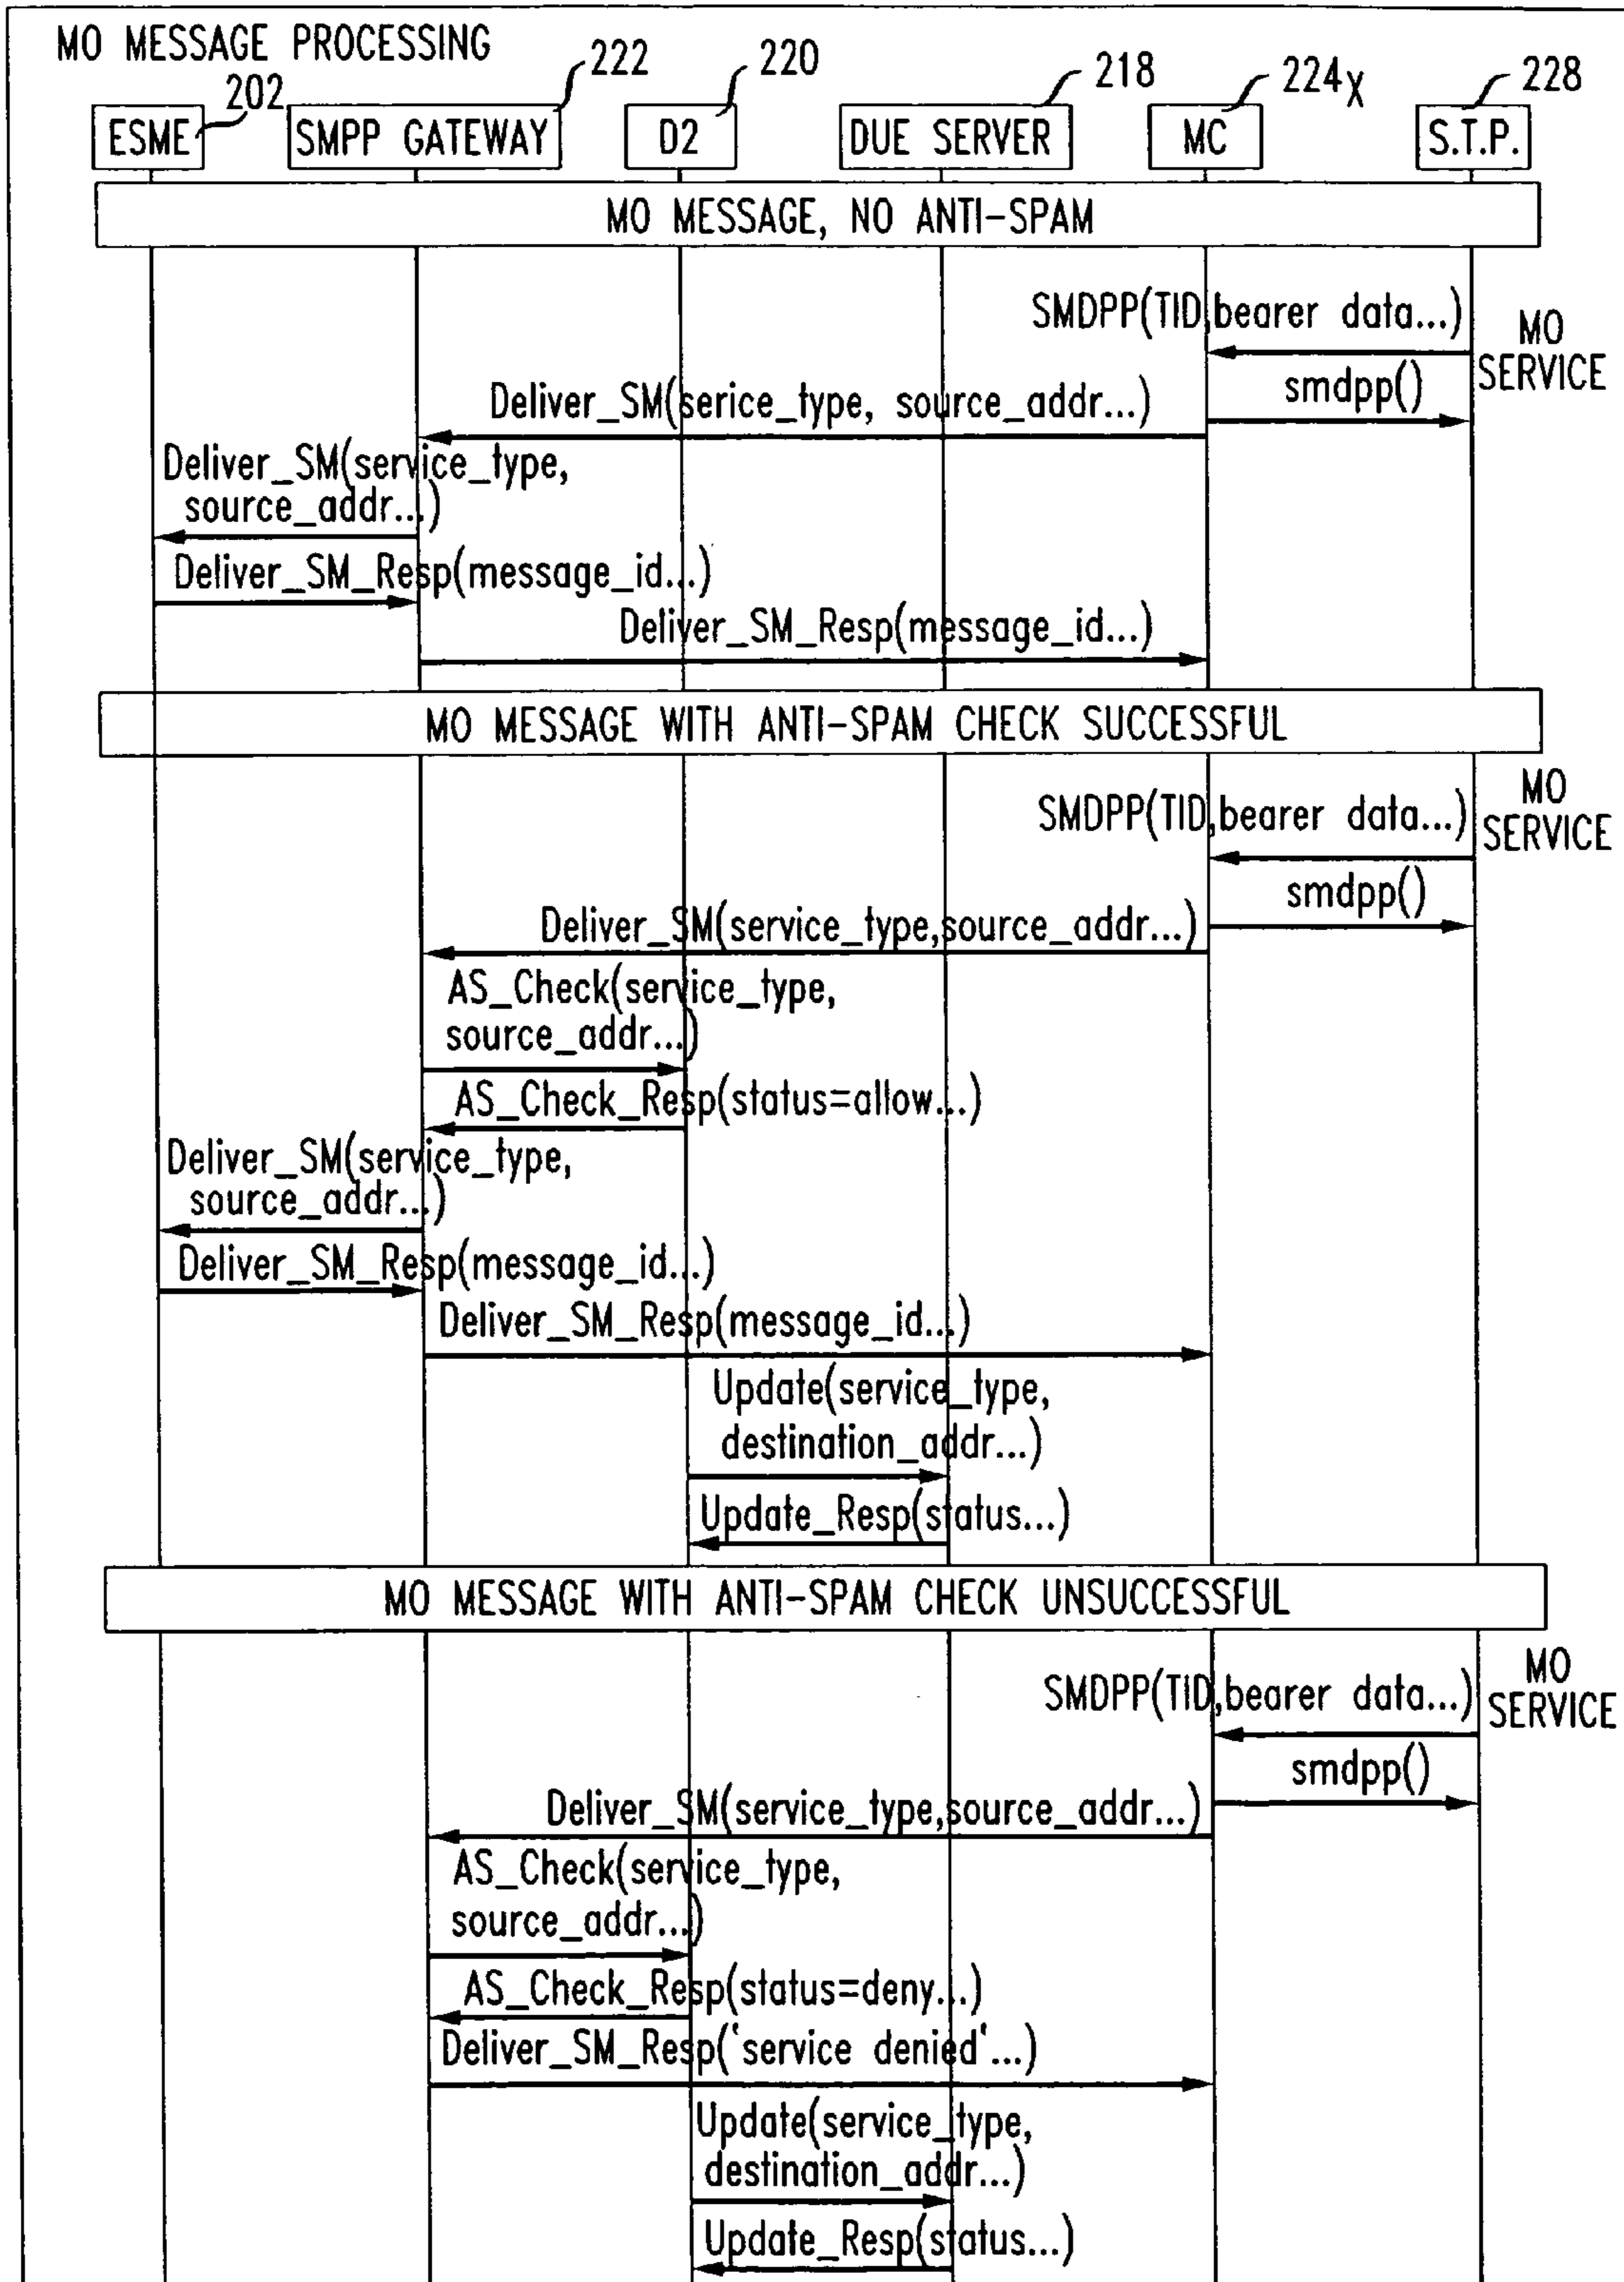 MO MESSAGE PROCESSING
202
222
220
218
224X
228
ESME
SMPP GATEWAY
D2
DUE SERVER
MC
S.T.P.
MO MESSAGE, NO ANTI-SPAM
SMDPP(TID,bearer data...)
MO
SERVICE
smdpp()
Deliver_SM(serice_type, source_addr...)
Deliver_SM(service_type,
source_addr...)
Deliver_SM_Resp(message_id...)
Deliver_SM_Resp(message_id...)
MO MESSAGE WITH ANTI-SPAM CHECK SUCCESSFUL
SMDPP(TID,bearer data...)
MO
SERVICE
smdpp()
Deliver_SM(service_type,source_addr...)
AS_Check(service_type,
source_addr...)
AS_Check_Resp(status=allow...)
Deliver_SM(service_type,
source_addr...)
Deliver_SM_Resp(message_id...)
Deliver_SM_Resp(message_id...)
Update(service_type,
destination_addr...)
Update_Resp(status...)
MO MESSAGE WITH ANTI-SPAM CHECK UNSUCCESSFUL
SMDPP(TID,bearer data...)
MO
SERVICE
smdpp()
Deliver_SM(service_type,source_addr...)
AS_Check(service_type,
source_addr...)
AS_Check_Resp(status=deny...)
Deliver_SM_Resp('service denied'...)
Update(service_type,
destination_addr...)
Update_Resp(status...)